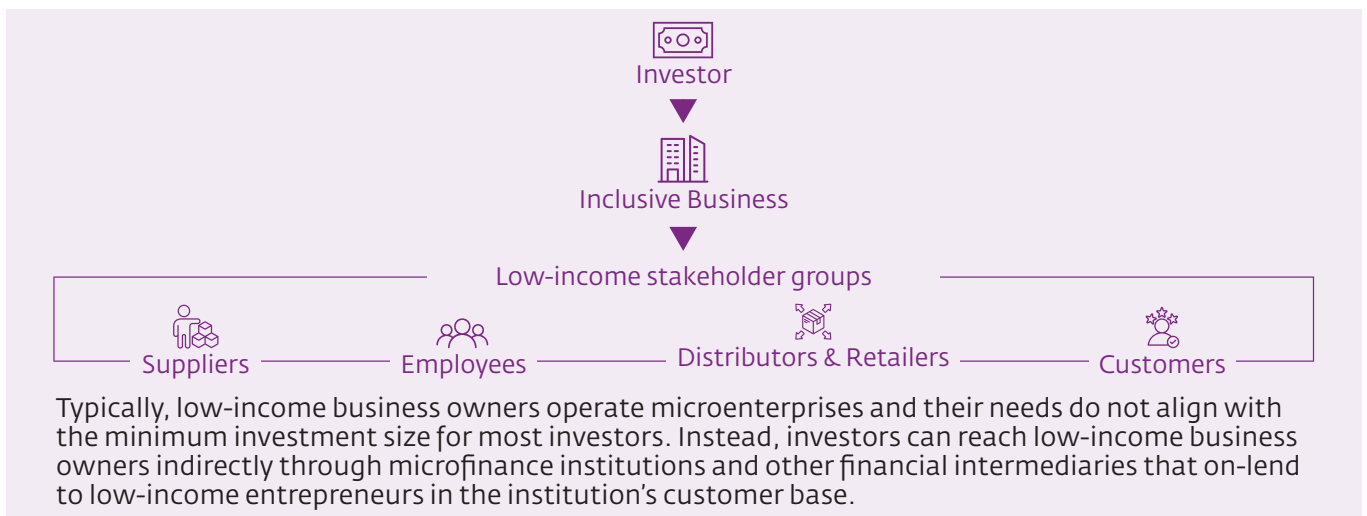 Investor
Inclusive Business
Low-income stakeholder groups
Suppliers
Employees
Distributors & Retailers
Customers
Typically, low-income business owners operate microenterprises and their needs do not align with
the minimum investment size for most investors. Instead, investors can reach low-income business
owners indirectly through microfinance institutions and other financial intermediaries that on-lend
to low-income entrepreneurs in the institution’s customer base.